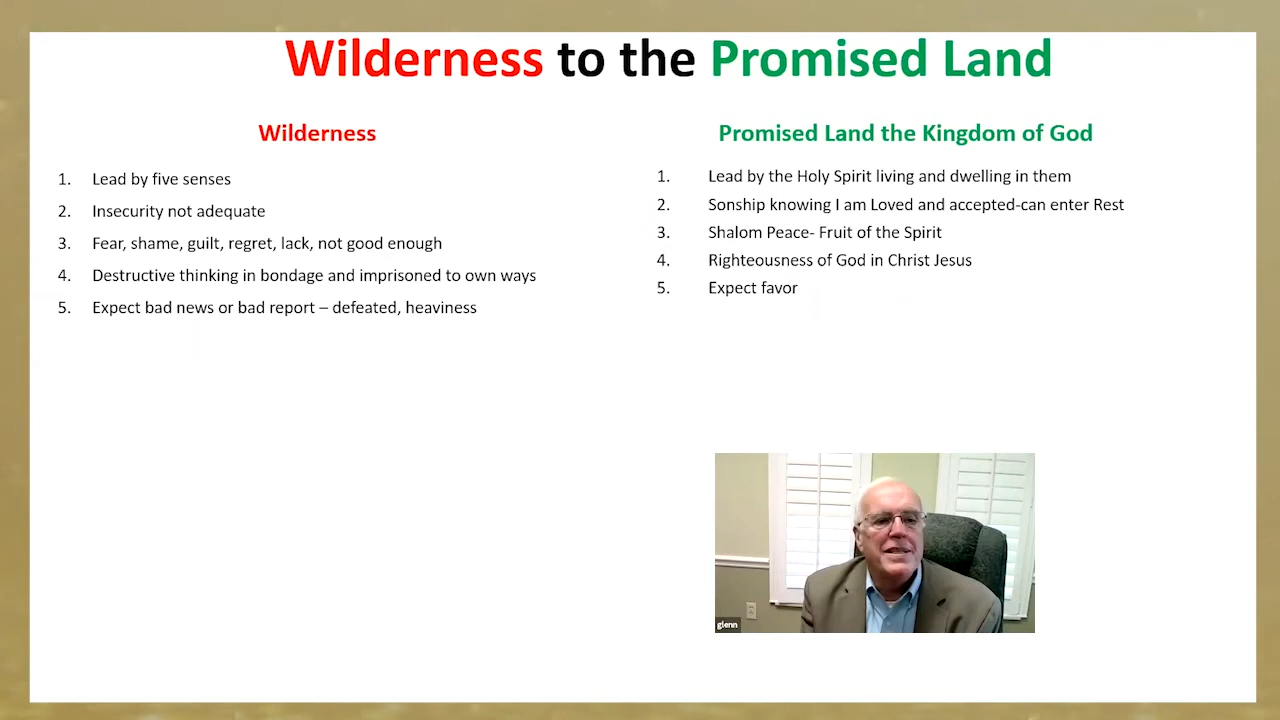 Wilderness to the Promised Land
Wilderness
1. Lead by five senses
2. Insecurity not adequate
3. Fear, shame, guilt, regret, lack, not good enough
4. Destructive thinking in bondage and imprisoned to own ways
5. Expect bad news or bad report – defeated, heaviness
Promised Land the Kingdom of God
1. Lead by the Holy Spirit living and dwelling in them
2. Sonship knowing I am Loved and accepted-can enter Rest
3. Shalom Peace- Fruit of the Spirit
4. Righteousness of God in Christ Jesus
5. Expect favor
glenn